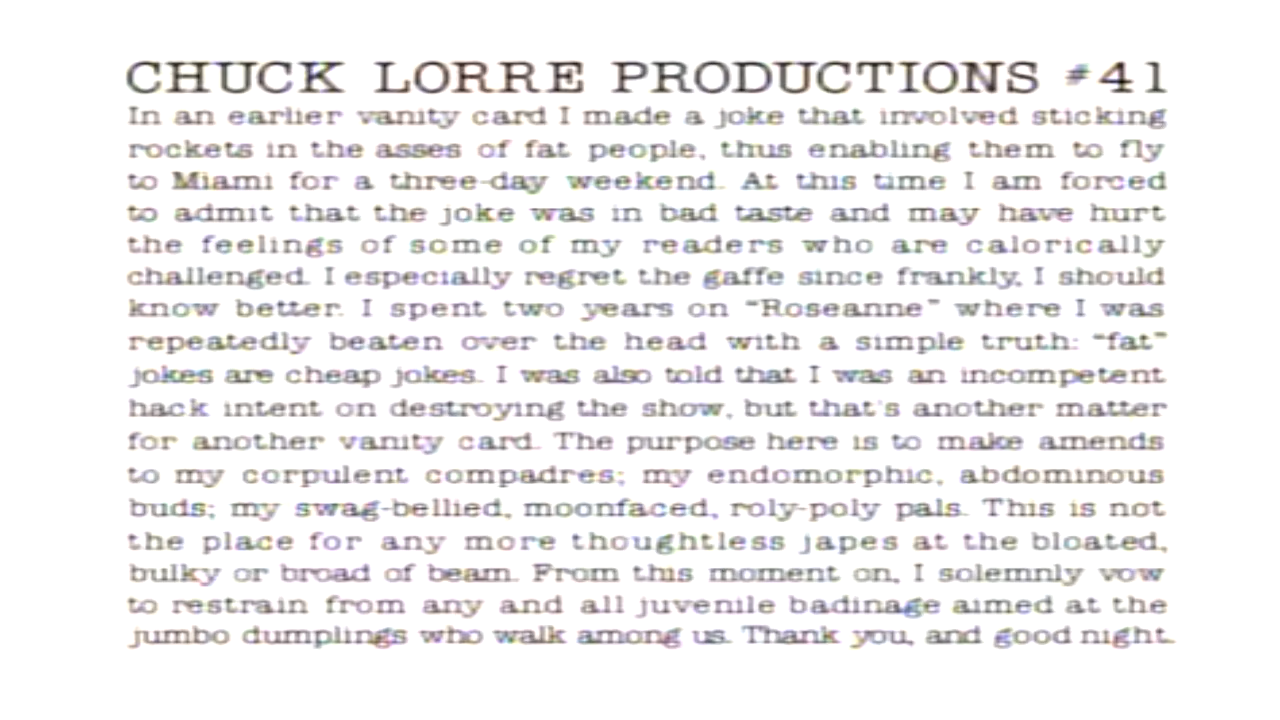 CHUCK LORRE PRODUCTIONS #41
In an earlier vanity card I made a joke that involved sticking
rockets in the asses of fat people, thus enabling them to fly
to Miami for a three-day weekend. At this time I am forced
to admit that the joke was in bad taste and may have hurt
the feelings of some of my readers who are calorically
challenged. I especially regret the gaffe since frankly, I should
know better. I spent two years on "Roseanne" where I was
repeatedly beaten over the head with a simple truth: "fat"
jokes are cheap jokes. I was also told that I was an incompetent
hack intent on destroying the show, but that's another matter
for another vanity card. The purpose here is to make amends
to my corpulent compadres; my endomorphic, abdominous
buds; my swag-bellied, moonfaced, roly-poly pals. This is not
the place for any more thoughtless japes at the bloated,
bulky or broad of beam. From this moment on, I solemnly vow
to restrain from any and all juvenile badinage aimed at the
jumbo dumplings who walk among us. Thank you, and good night.